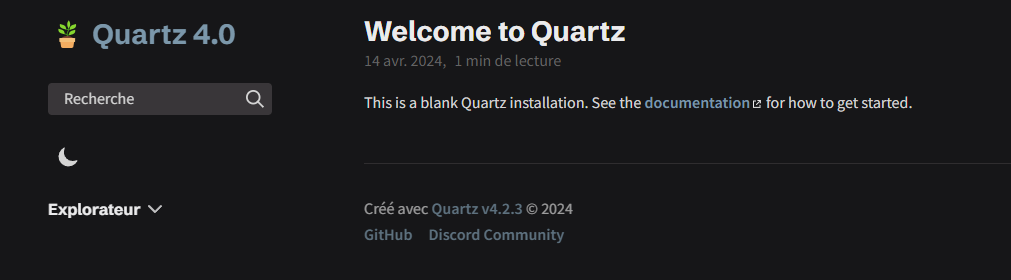 Quartz 4.0
Recherche
Explorateur
Welcome to Quartz
14 avr. 2024, 1 min de lecture
This is a blank Quartz installation. See the documentation for how to get started.
Créé avec Quartz v4.2.3 © 2024
GitHub Discord Community